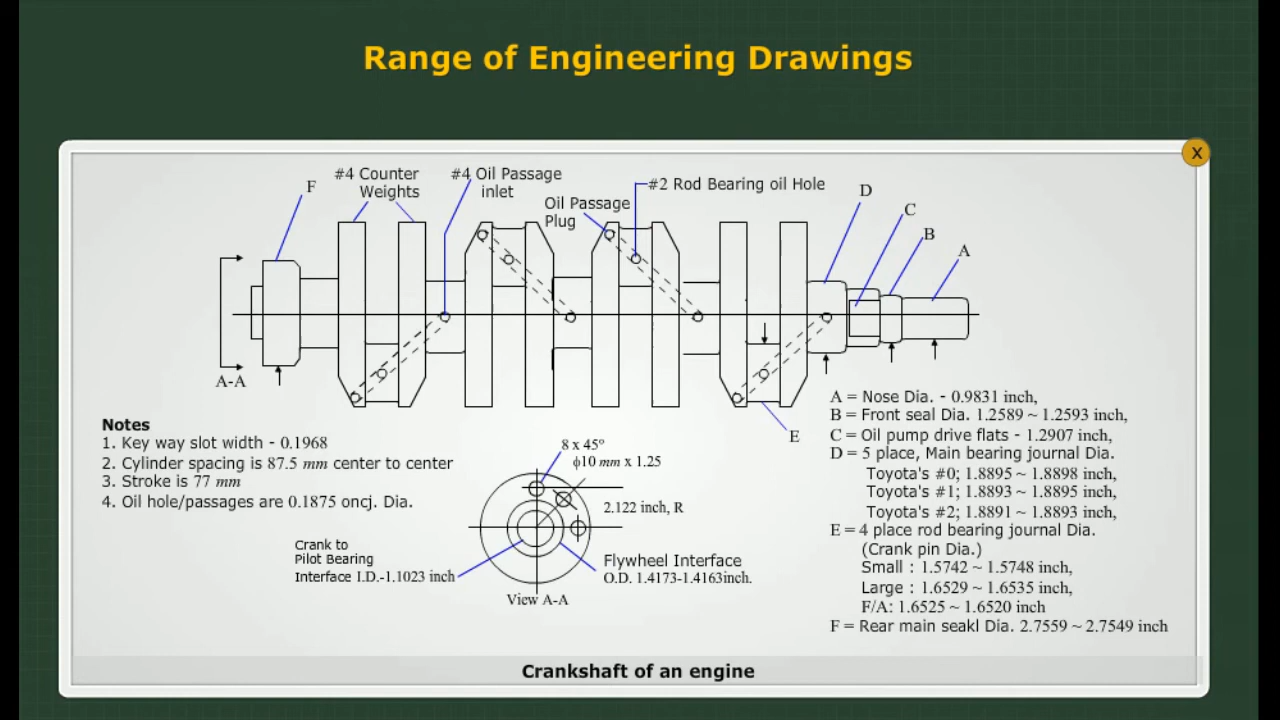 Range of Engineering Drawings
X
F
#4 Counter
Weights
#4 Oil Passage
inlet
Oil Passage
Plug
#2 Rod Bearing oil Hole
D
C
B
A
A-A
E
Notes
1. Key way slot width - 0.1968
2. Cylinder spacing is 87.5 mm center to center
3. Stroke is 77 mm
4. Oil hole/passages are 0.1875 oncj. Dia.
8 x 45°
ϕ10 mm x 1.25
2.122 inch, R
Crank to
Pilot Bearing
Interface I.D.-1.1023 inch
Flywheel Interface
O.D. 1.4173-1.4163inch.
View A-A
A = Nose Dia. - 0.9831 inch,
B = Front seal Dia. 1.2589 ~ 1.2593 inch,
C = Oil pump drive flats - 1.2907 inch,
D = 5 place, Main bearing journal Dia.
Toyota's #0; 1.8895 ~ 1.8898 inch,
Toyota's #1; 1.8893 ~ 1.8895 inch,
Toyota's #2; 1.8891 ~ 1.8893 inch,
E = 4 place rod bearing journal Dia.
(Crank pin Dia.)
Small : 1.5742 ~ 1.5748 inch,
Large : 1.6529 ~ 1.6535 inch,
F/A: 1.6525 ~ 1.6520 inch
F = Rear main seakl Dia. 2.7559 ~ 2.7549 inch
Crankshaft of an engine